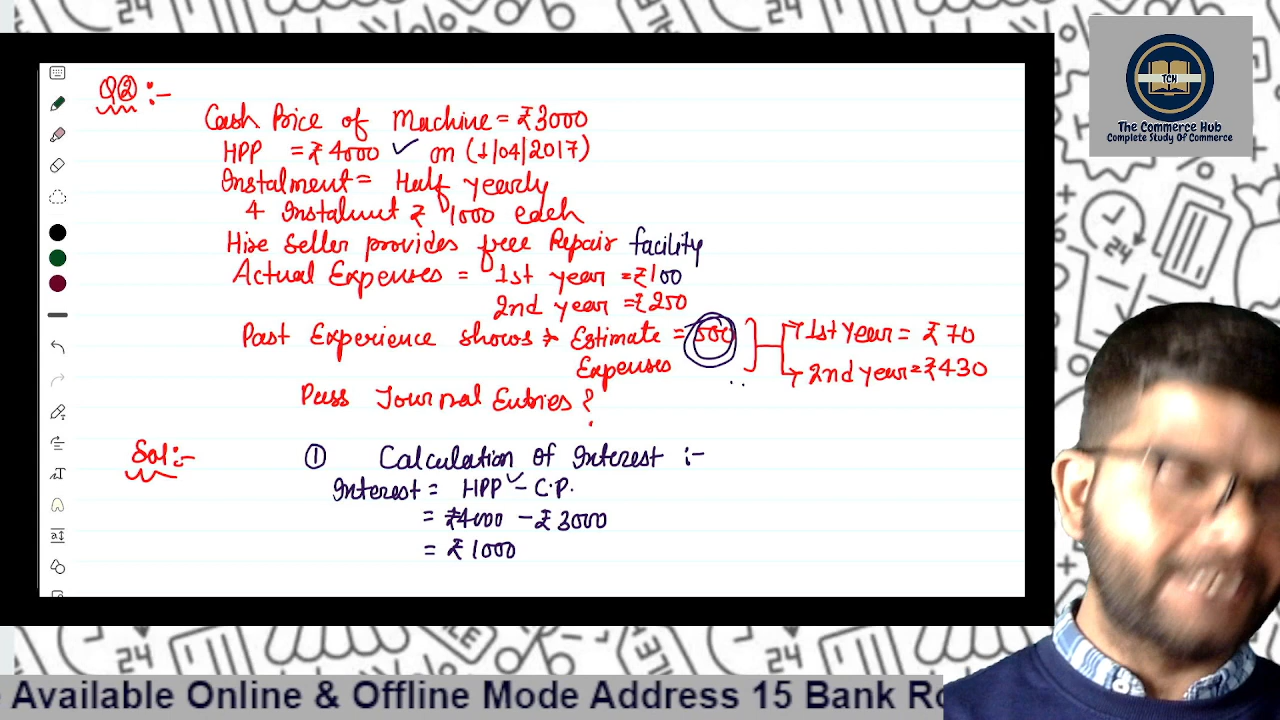 Q② :-
Cash Price of Machine = ₹3000
HPP = ₹4000 ✓ on (1/04/2017)
Instalment = Half yearly
4 Instalment ₹ 1000 each
Hire Seller provides free Repair facility
Actual Expenses = 1st year = ₹100
2nd year = ₹250
Past Experience shows → Estimate = 500 → 1st Year = ₹70
Expenses → 2nd year = ₹430
Pass Journal Entries ?
Sol :- ① Calculation of Interest :-
Interest = HPP ✓ - C.P.
= ₹4000 - ₹3000
= ₹1000
TCH
The Commerce Hub
Complete Study Of Commerce
Available Online & Offline Mode Address 15 Bank